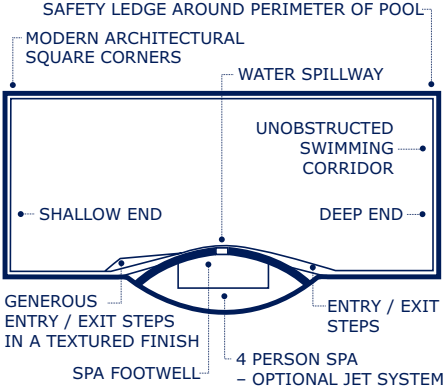 SAFETY LEDGE AROUND PERIMETER OF POOL
MODERN ARCHITECTURAL
SQUARE CORNERS
WATER SPILLWAY
UNOBSTRUCTED
SWIMMING
CORRIDOR
SHALLOW END
DEEP END
GENEROUS
ENTRY / EXIT STEPS
IN A TEXTURED FINISH
ENTRY / EXIT
STEPS
SPA FOOTWELL
4 PERSON SPA
– OPTIONAL JET SYSTEM